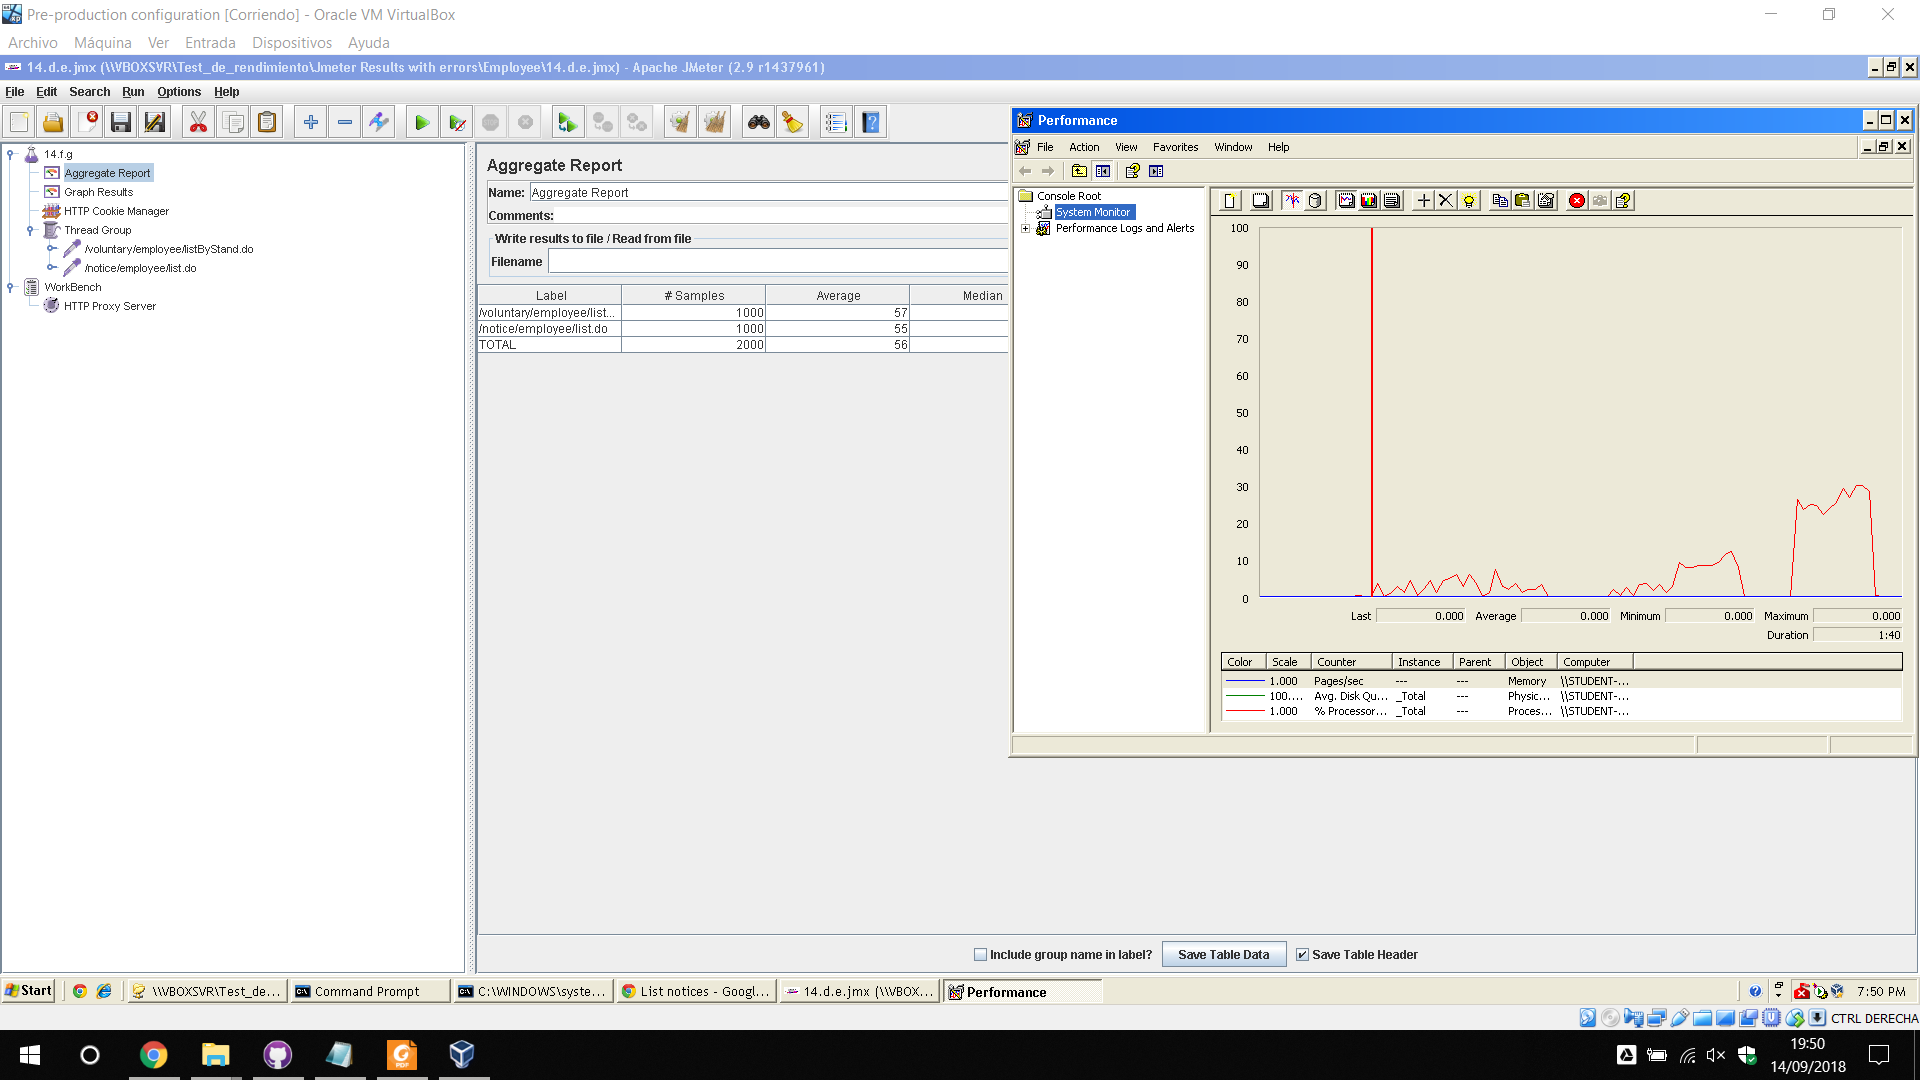 Pre-production configuration [Corriendo] - Oracle VM VirtualBox
Archivo Máquina Ver Entrada Dispositivos Ayuda
14.d.e.jmx (\\VBOXSVR\Test_de_rendimiento\Jmeter Results with errors\Employee\14.d.e.jmx) - Apache JMeter (2.9 r1437961)
File Edit Search Run Options Help
14.f.g
Aggregate Report
Graph Results
HTTP Cookie Manager
Thread Group
/voluntary/employee/listByStand.do
/notice/employee/list.do
WorkBench
HTTP Proxy Server
Aggregate Report
Name: Aggregate Report
Comments:
Write results to file / Read from file
Filename
Label # Samples Average Median
/voluntary/employee/list... 1000 57
/notice/employee/list.do 1000 55
TOTAL 2000 56
Include group name in label? Save Table Data Save Table Header
Performance
File Action View Favorites Window Help
Console Root
System Monitor
Performance Logs and Alerts
100
90
80
70
60
50
40
30
20
10
0
Last 0.000 Average 0.000 Minimum 0.000 Maximum 0.000
Duration 1:40
Color Scale Counter Instance Parent Object Computer
1.000 Pages/sec --- --- Memory \\STUDENT-...
100.... Avg. Disk Qu... _Total --- Physic... \\STUDENT-...
1.000 % Processor... _Total --- Proces... \\STUDENT-...
Start \\VBOXSVR\Test_de... Command Prompt C:\WINDOWS\syste... List notices - Googl... 14.d.e.jmx (\\VBOX... Performance 7:50 PM
CTRL DERECHA
19:50
14/09/2018